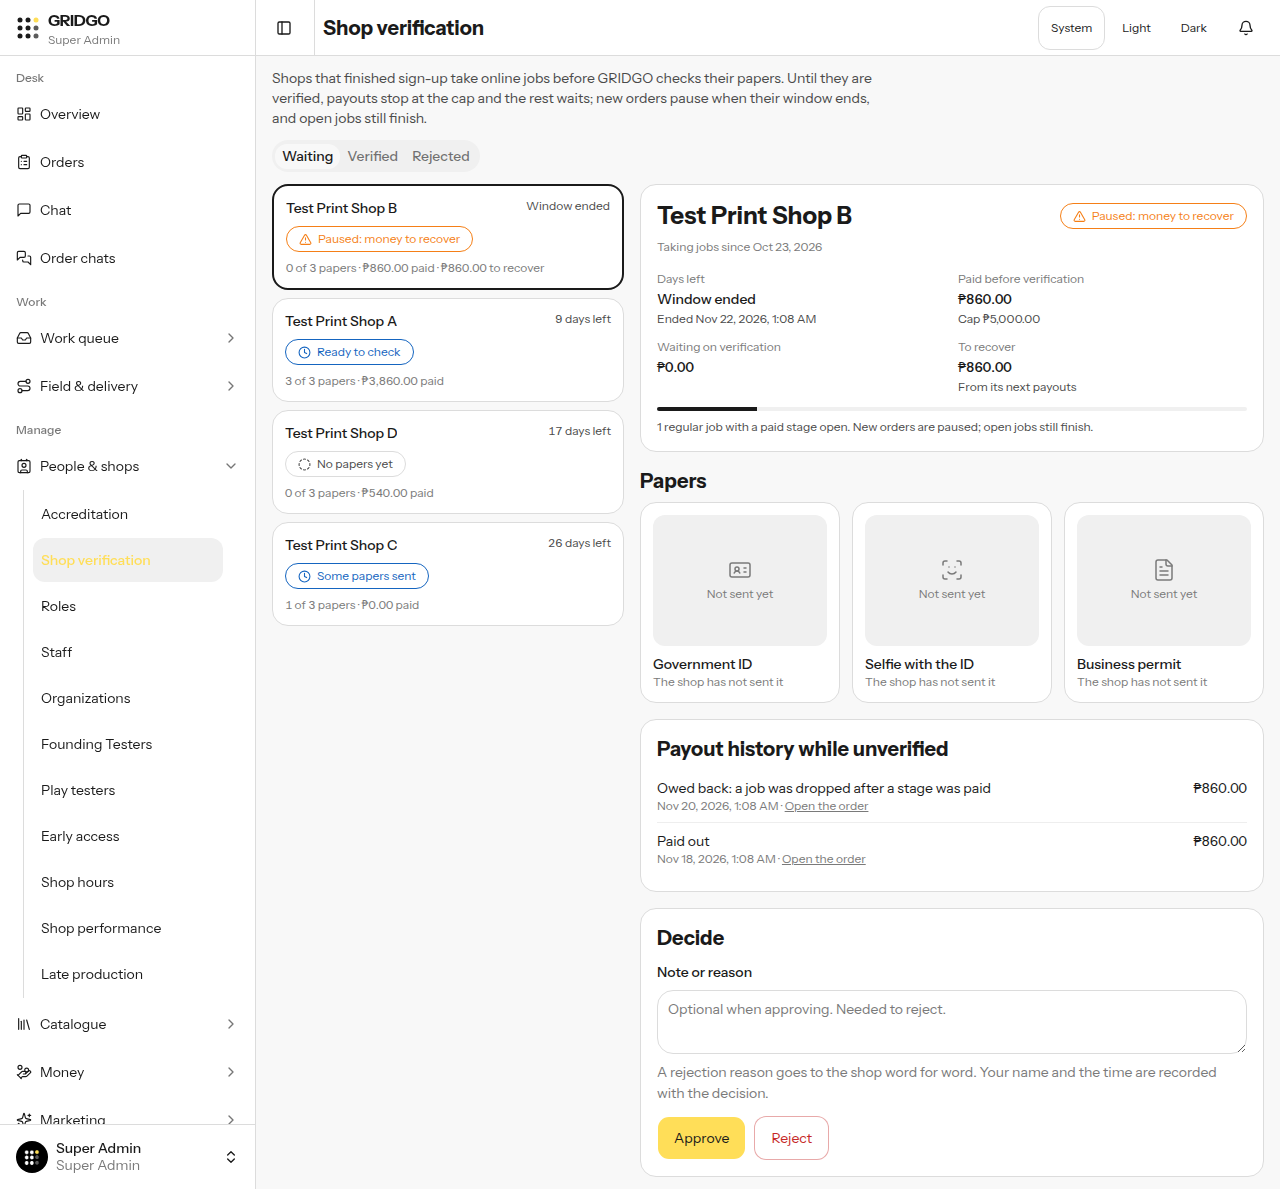 GRIDGO
Super Admin
Desk
Overview
Orders
Chat
Order chats
Work
Work queue
Field & delivery
Manage
People & shops
Accreditation
Shop verification
Roles
Staff
Organizations
Founding Testers
Play testers
Early access
Shop hours
Shop performance
Late production
Catalogue
Money
Marketing
Super Admin
Super Admin
Shop verification
System
Light
Dark
Shops that finished sign-up take online jobs before GRIDGO checks their papers. Until they are
verified, payouts stop at the cap and the rest waits; new orders pause when their window ends,
and open jobs still finish.
Waiting
Verified
Rejected
Test Print Shop B
Window ended
Paused: money to recover
0 of 3 papers · ₱860.00 paid · ₱860.00 to recover
Test Print Shop A
9 days left
Ready to check
3 of 3 papers · ₱3,860.00 paid
Test Print Shop D
17 days left
No papers yet
0 of 3 papers · ₱540.00 paid
Test Print Shop C
26 days left
Some papers sent
1 of 3 papers · ₱0.00 paid
Test Print Shop B
Paused: money to recover
Taking jobs since Oct 23, 2026
Days left
Window ended
Ended Nov 22, 2026, 1:08 AM
Paid before verification
₱860.00
Cap ₱5,000.00
Waiting on verification
₱0.00
To recover
₱860.00
From its next payouts
1 regular job with a paid stage open. New orders are paused; open jobs still finish.
Papers
Not sent yet
Government ID
The shop has not sent it
Not sent yet
Selfie with the ID
The shop has not sent it
Not sent yet
Business permit
The shop has not sent it
Payout history while unverified
Owed back: a job was dropped after a stage was paid
₱860.00
Nov 20, 2026, 1:08 AM · Open the order
Paid out
₱860.00
Nov 18, 2026, 1:08 AM · Open the order
Decide
Note or reason
Optional when approving. Needed to reject.
A rejection reason goes to the shop word for word. Your name and the time are recorded
with the decision.
Approve
Reject